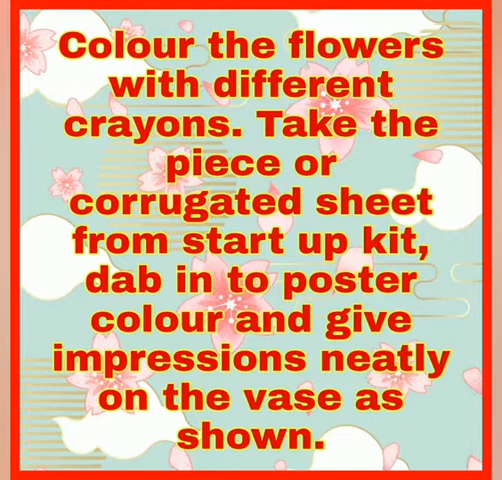 Colour the flowers
with different
crayons. Take the
piece or
corrugated sheet
from start up kit,
dab in to poster
colour and give
impressions neatly
on the vase as
shown.